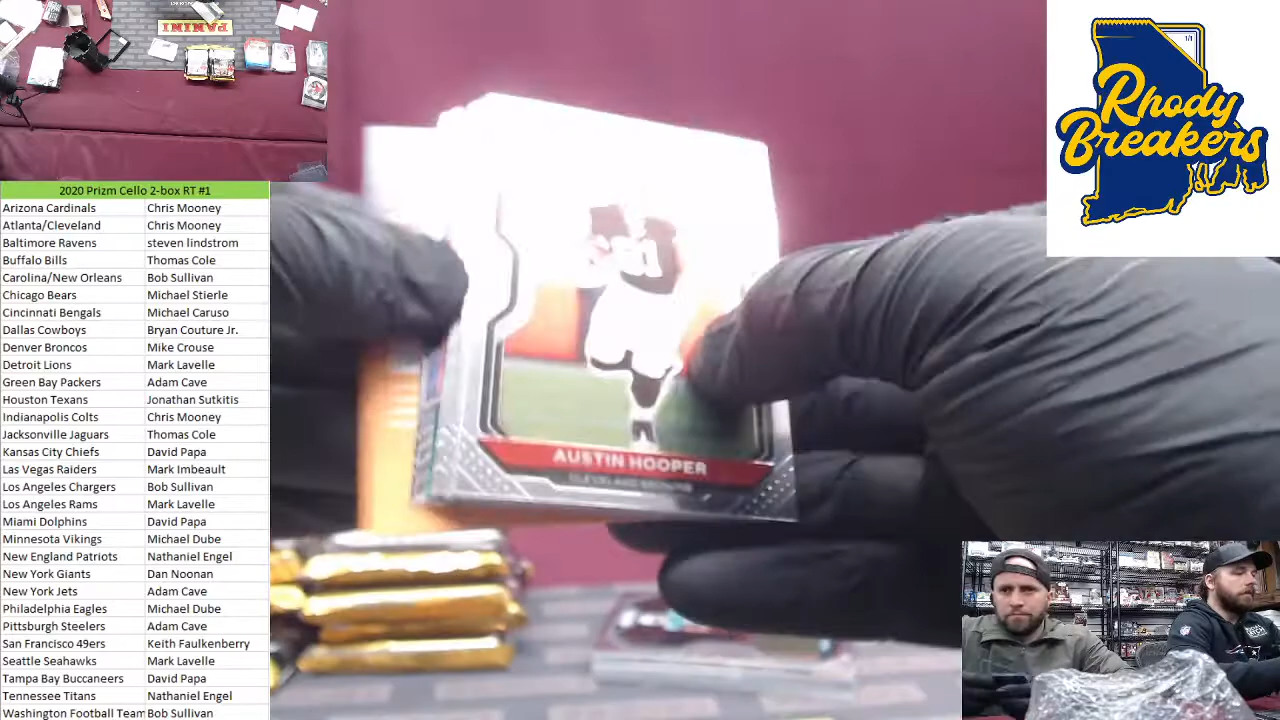 PANINI
Rhody
Breakers
1/1
2020 Prizm Cello 2-box RT #1
Arizona Cardinals Chris Mooney
Atlanta/Cleveland Chris Mooney
Baltimore Ravens steven lindstrom
Buffalo Bills Thomas Cole
Carolina/New Orleans Bob Sullivan
Chicago Bears Michael Stierle
Cincinnati Bengals Michael Caruso
Dallas Cowboys Bryan Couture Jr.
Denver Broncos Mike Crouse
Detroit Lions Mark Lavelle
Green Bay Packers Adam Cave
Houston Texans Jonathan Sutkitis
Indianapolis Colts Chris Mooney
Jacksonville Jaguars Thomas Cole
Kansas City Chiefs David Papa
Las Vegas Raiders Mark Imbeault
Los Angeles Chargers Bob Sullivan
Los Angeles Rams Mark Lavelle
Miami Dolphins David Papa
Minnesota Vikings Michael Dube
New England Patriots Nathaniel Engel
New York Giants Dan Noonan
New York Jets Adam Cave
Philadelphia Eagles Michael Dube
Pittsburgh Steelers Adam Cave
San Francisco 49ers Keith Faulkenberry
Seattle Seahawks Mark Lavelle
Tampa Bay Buccaneers David Papa
Tennessee Titans Nathaniel Engel
Washington Football Team Bob Sullivan
AUSTIN HOOPER
CLEVELAND BROWNS